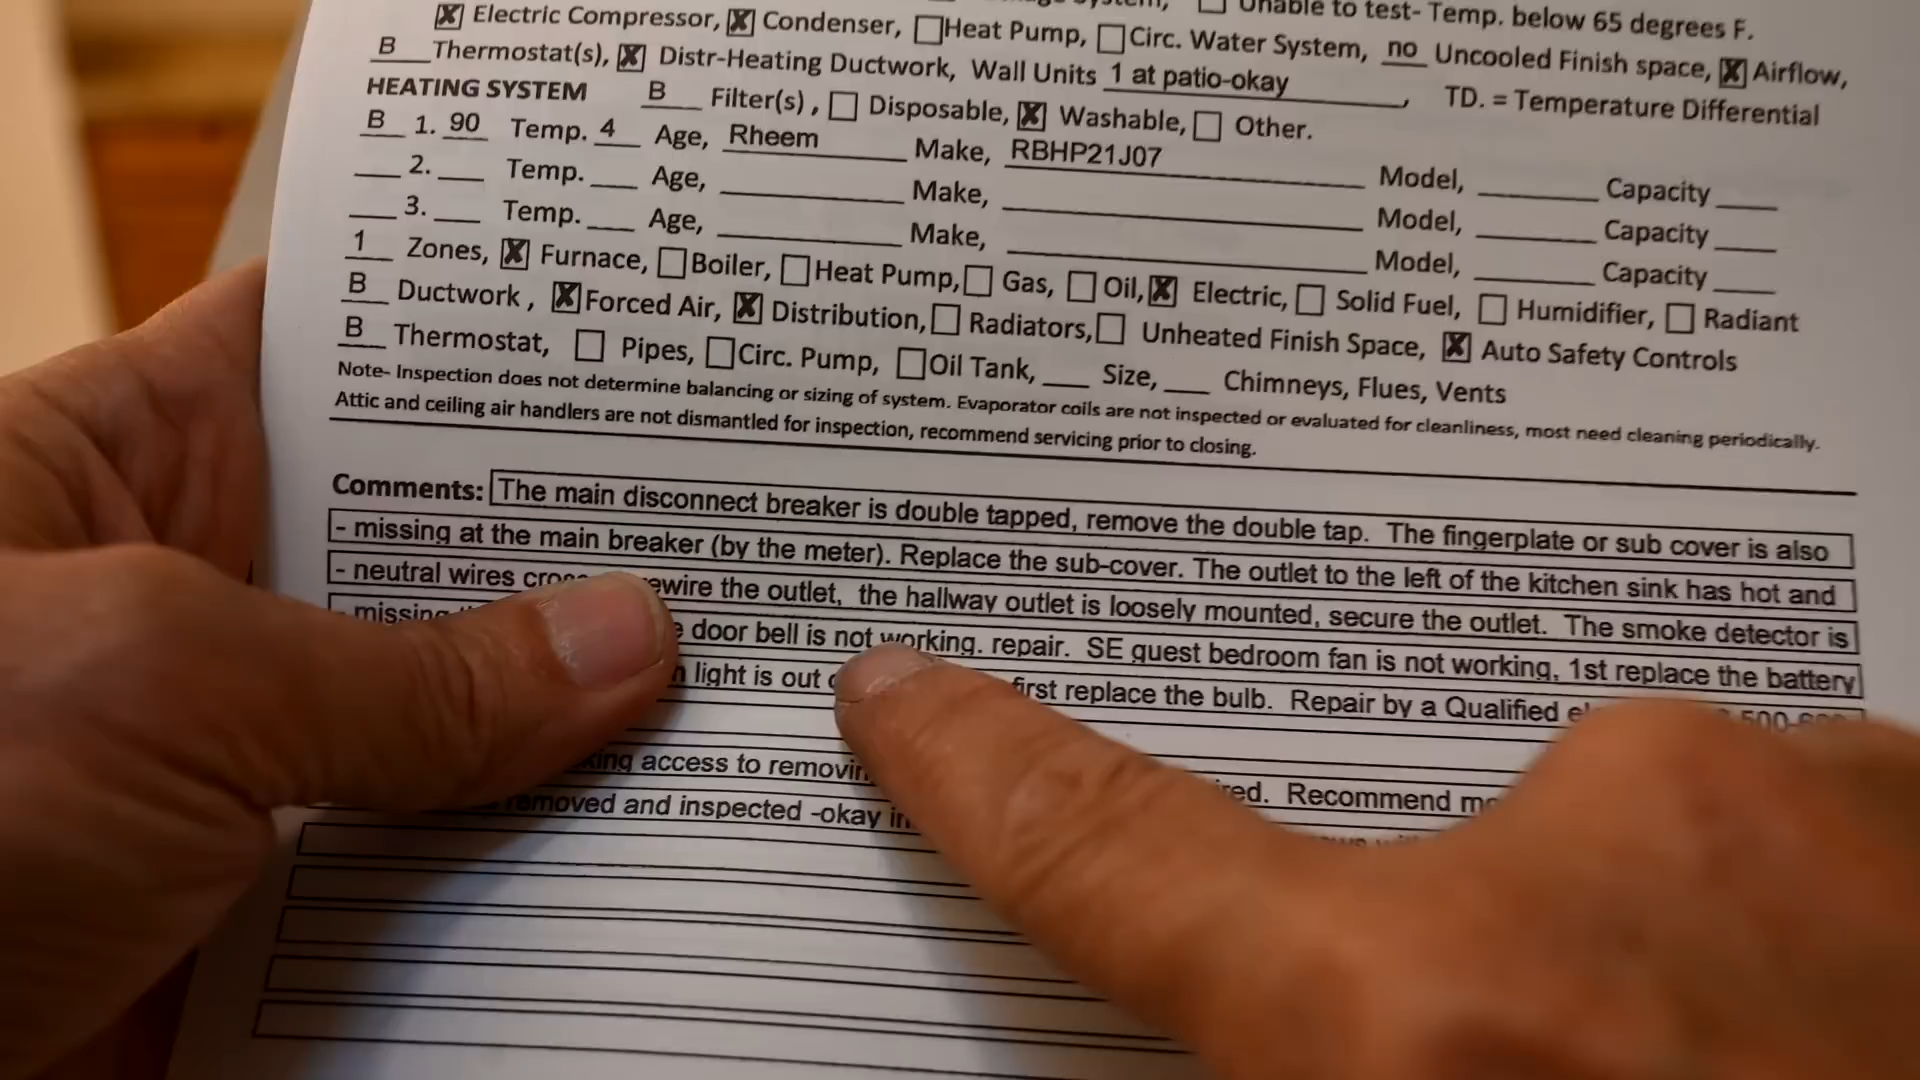 Unable to test- Temp. below 65 degrees F.
Electric Compressor, Condenser, Heat Pump, Circ. Water System, no Uncooled Finish space, Airflow,
B Thermostat(s), Distr-Heating Ductwork, Wall Units 1 at patio-okay, TD. = Temperature Differential
HEATING SYSTEM B Filter(s), Disposable, Washable, Other.
B 1. 90 Temp. 4 Age, Rheem Make, RBHP21J07 Model, Capacity
2. Temp. Age, Make, Model, Capacity
3. Temp. Age, Make, Model, Capacity
1 Zones, Furnace, Boiler, Heat Pump, Gas, Oil, Electric, Solid Fuel, Humidifier, Radiant
B Ductwork, Forced Air, Distribution, Radiators, Unheated Finish Space, Auto Safety Controls
B Thermostat, Pipes, Circ. Pump, Oil Tank, Size, Chimneys, Flues, Vents
Note- Inspection does not determine balancing or sizing of system. Evaporator coils are not inspected or evaluated for cleanliness, most need cleaning periodically.
Attic and ceiling air handlers are not dismantled for inspection, recommend servicing prior to closing.
Comments: The main disconnect breaker is double tapped, remove the double tap. The fingerplate or sub cover is also
- missing at the main breaker (by the meter). Replace the sub-cover. The outlet to the left of the kitchen sink has hot and
- neutral wires the outlet, the hallway outlet is loosely mounted, secure the outlet. The smoke detector is
- missing door bell is not working. repair. SE guest bedroom fan is not working, 1st replace the battery
light is out first replace the bulb. Repair by a Qualified
access to Recommend
removed and inspected -okay